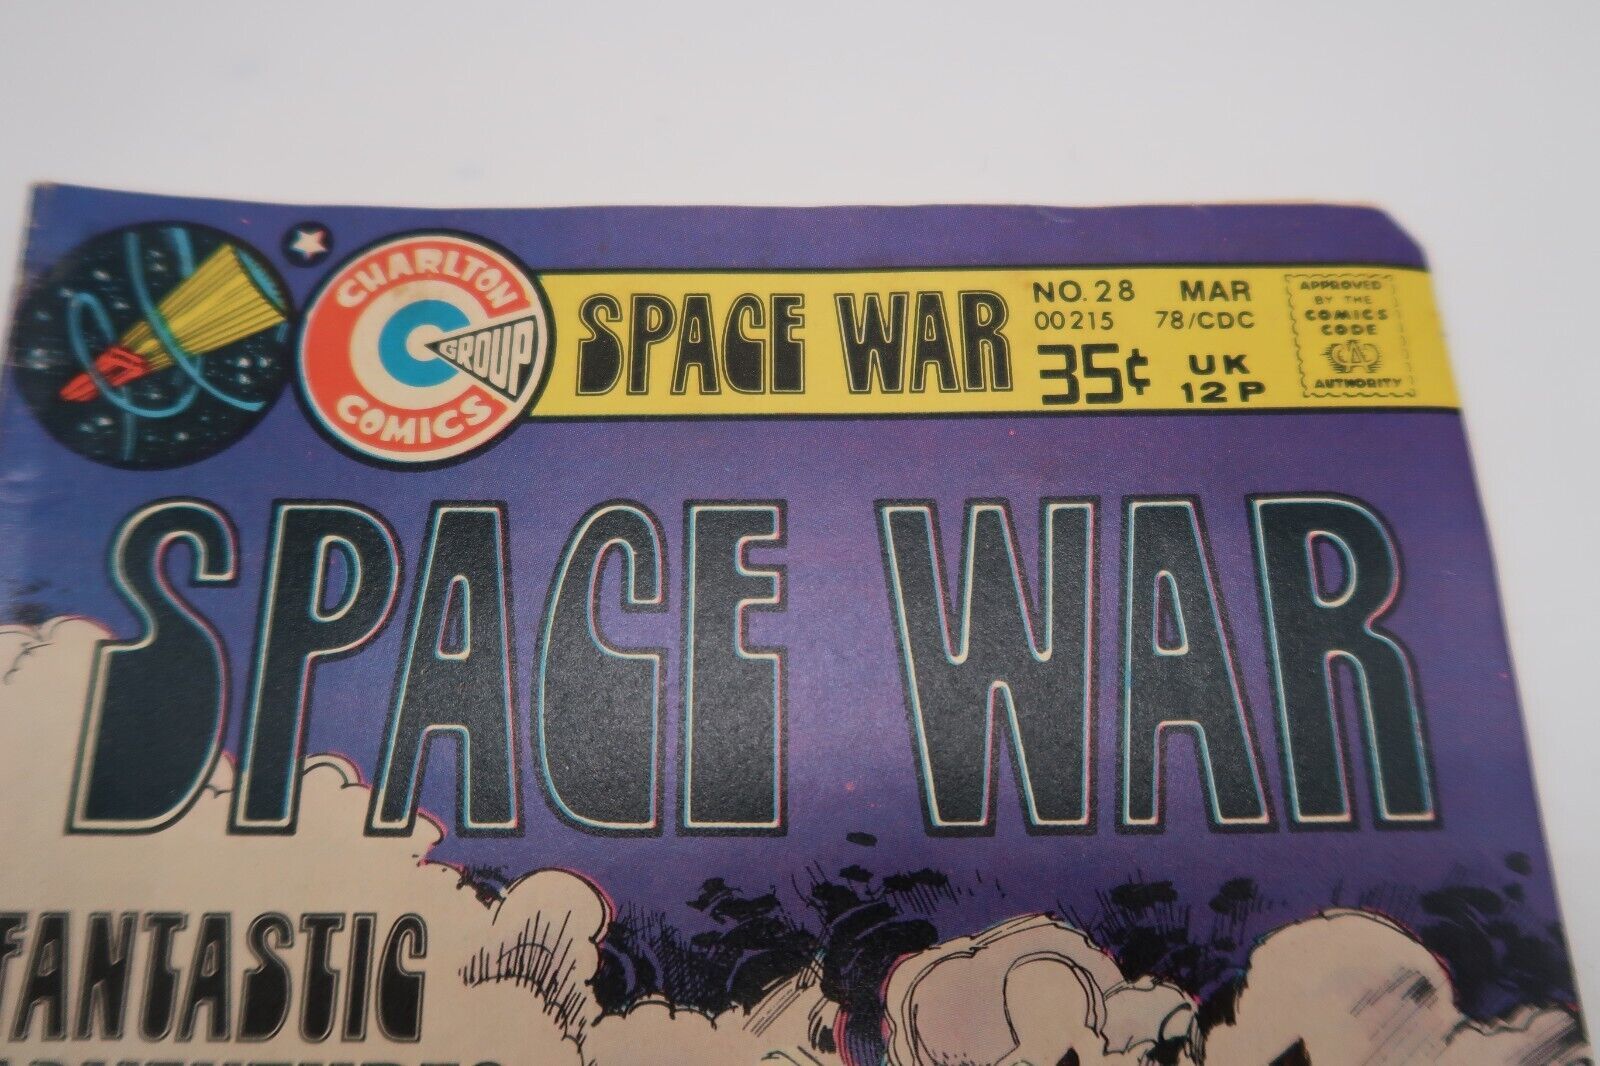 CHARLTON
COMICS
GROUP
SPACE WAR
NO. 28 MAR
00215 78/CDC
35¢ UK
12P
APPROVED
BY THE
COMICS
CODE
AUTHORITY
SPACE WAR
FANTASTIC